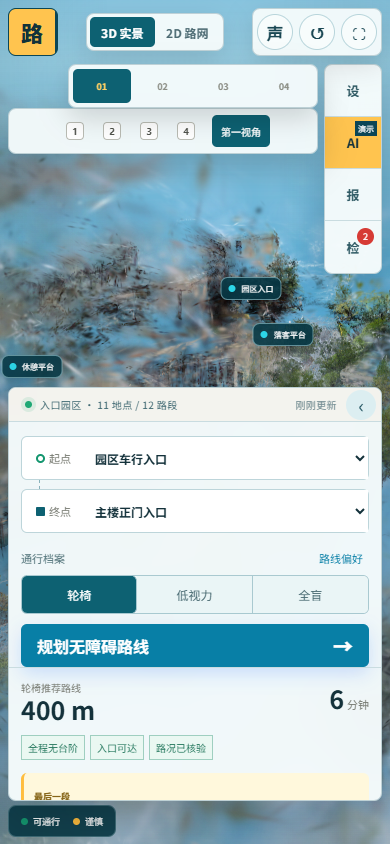 路
3D 实景
2D 路网
声
↺
01
02
03
04
1
2
3
4
第一视角
设
演示
AI
报
检
2
园区入口
落客平台
休憩平台
入口园区 · 11 地点 / 12 路段
刚刚更新
‹
起点
园区车行入口
终点
主楼正门入口
通行档案
路线偏好
轮椅
低视力
全盲
规划无障碍路线 →
轮椅推荐路线
400 m
6 分钟
全程无台阶
入口可达
路况已核验
最后一段
可通行
谨慎